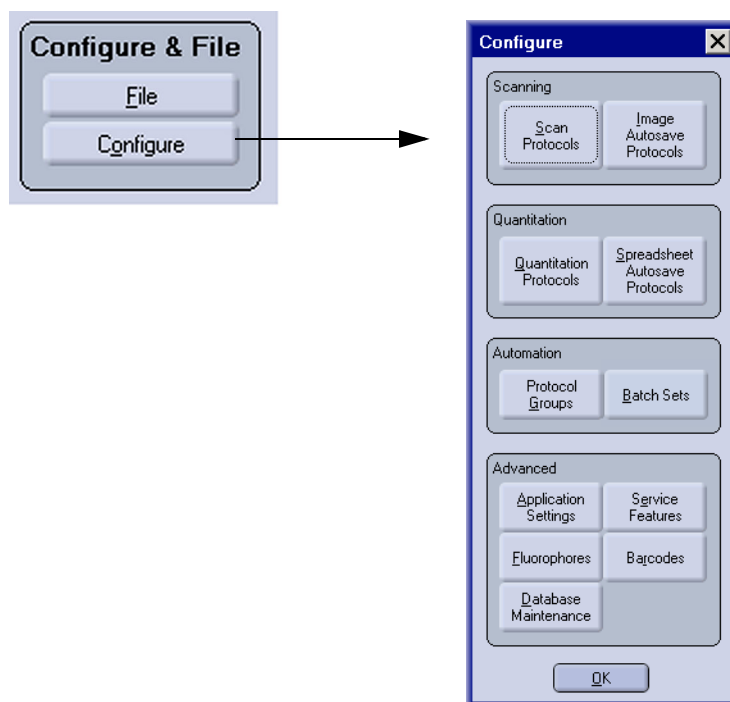 Configure & File
File
Configure
Configure
Scanning
Scan
Protocols
Image
Autosave
Protocols
Quantitation
Quantitation
Protocols
Spreadsheet
Autosave
Protocols
Automation
Protocol
Groups
Batch Sets
Advanced
Application
Settings
Service
Features
Fluorophores
Barcodes
Database
Maintenance
OK